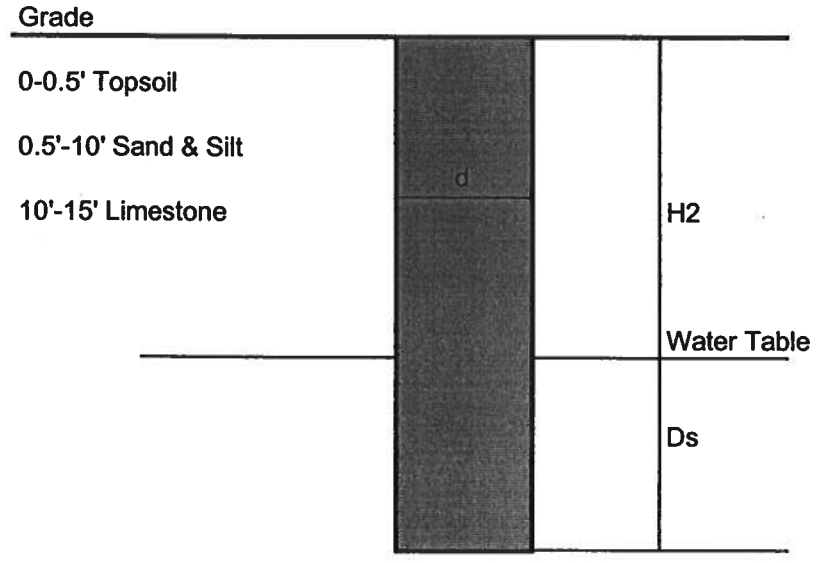 Grade
0-0.5' Topsoil
0.5'-10' Sand & Silt
10'-15' Limestone
d
H2
Water Table
Ds